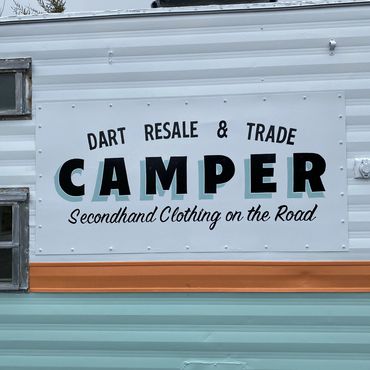 DART RESALE & TRADE
CAMPER
Secondhand Clothing on the Road